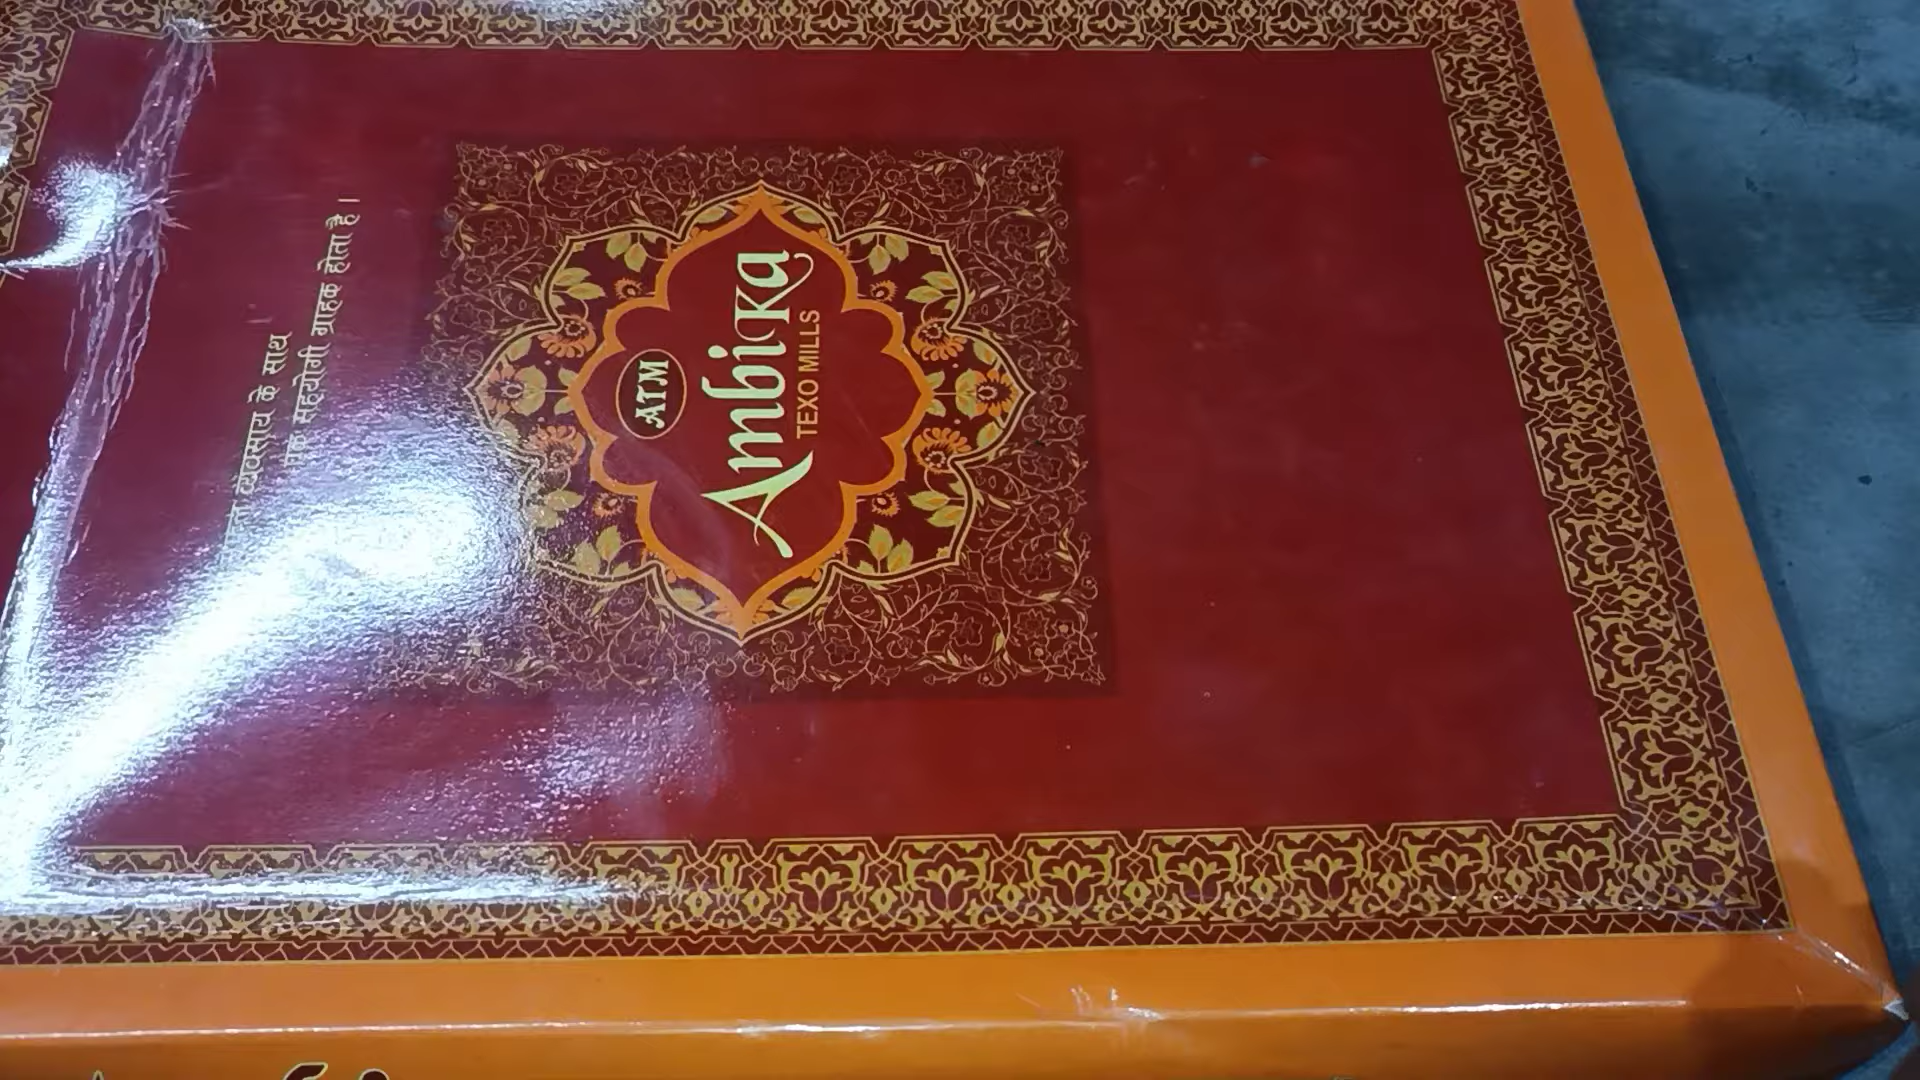 व्यवसाय के साथ
सहयोगी ग्राहक होता है।
ATM
AmbiKa
TEXO MILLS